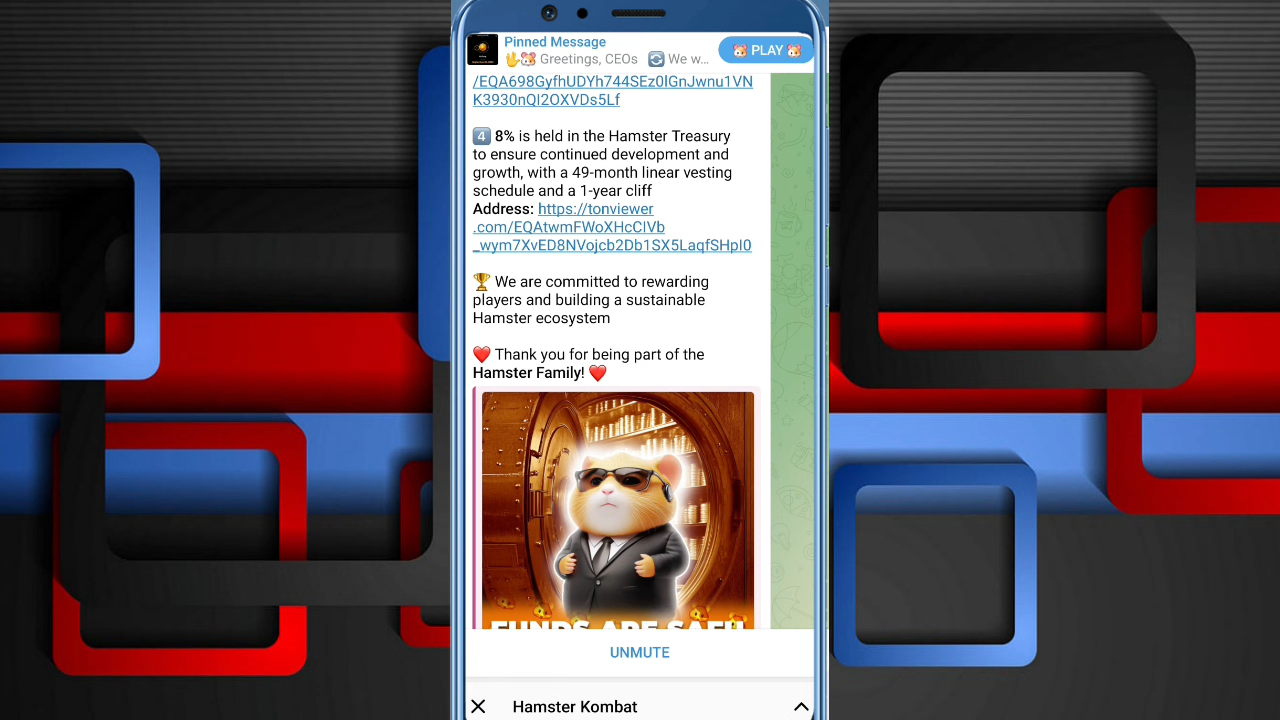 Pinned Message
🖖🐹 Greetings, CEOs 🔄 We w...
🐹 PLAY 🐹
/EQA698GyfhUDYh744SEz0lGnJwnu1VN
K3930nQI2OXVDs5Lf
4️⃣ 8% is held in the Hamster Treasury
to ensure continued development and
growth, with a 49-month linear vesting
schedule and a 1-year cliff
Address: https://tonviewer
.com/EQAtwmFWoXHcClVb
_wym7XvED8NVojcb2Db1SX5LaqfSHpI0
🏆 We are committed to rewarding
players and building a sustainable
Hamster ecosystem
❤️ Thank you for being part of the
Hamster Family! ❤️
FUNDS ARE SAFU
UNMUTE
Hamster Kombat